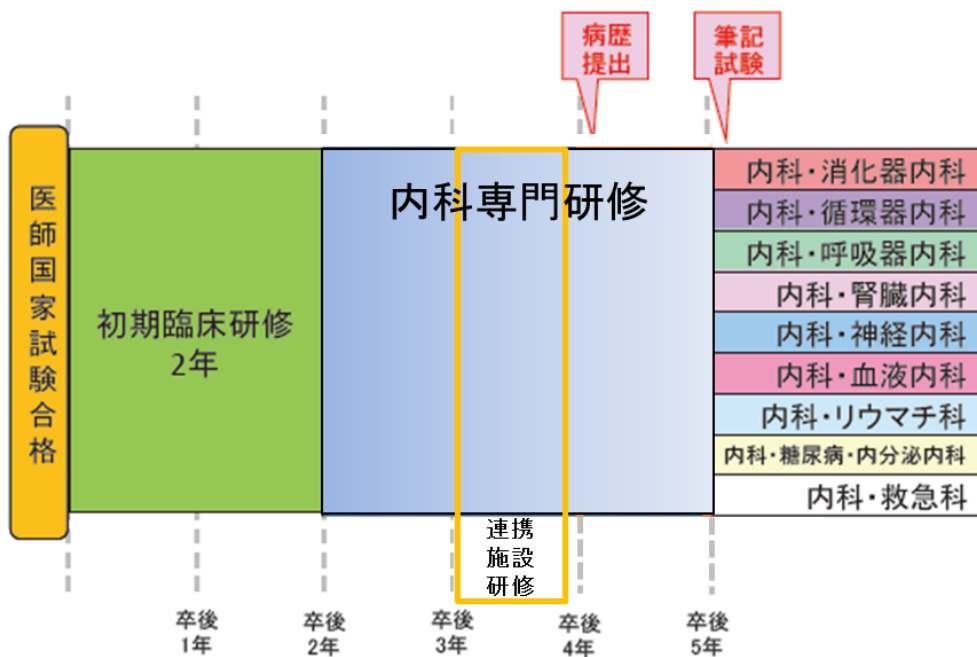 病歴
提出
筆記
試験
医師国家試験合格
初期臨床研修
2年
内科専門研修
内科・消化器内科
内科・循環器内科
内科・呼吸器内科
内科・腎臓内科
内科・神経内科
内科・血液内科
内科・リウマチ科
内科・糖尿病・内分泌内科
内科・救急科
連携
施設
研修
卒後
1年
卒後
2年
卒後
3年
卒後
4年
卒後
5年